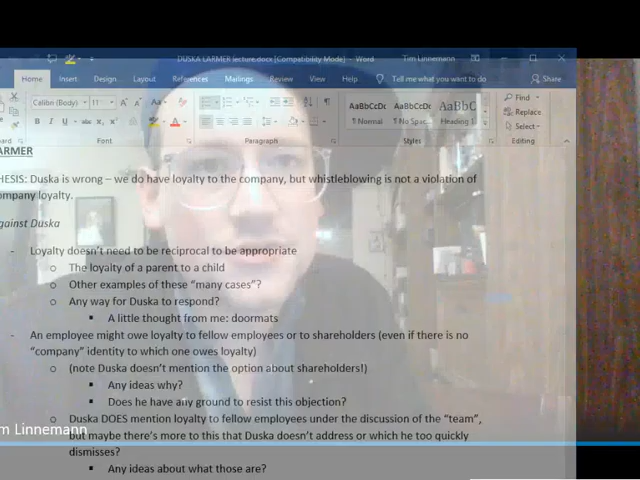 DUSKA LARMER lecture.docx [Compatibility Mode] - Word
Tim Linnemann
Home Insert Design Layout References Mailings Review View Help Tell me what you want to do Share
Calibri (Body) 11 A A Aa
B I U abc X X A
AaBbCcDc AaBbCcDc AaBbC
¶ Normal ¶ No Spac... Heading 1
Find
Replace
Select
Font Paragraph Styles Editing
ARMER
HESIS: Duska is wrong – we do have loyalty to the company, but whistleblowing is not a violation of
ompany loyalty.
gainst Duska
- Loyalty doesn't need to be reciprocal to be appropriate
o The loyalty of a parent to a child
o Other examples of these "many cases"?
o Any way for Duska to respond?
▪ A little thought from me: doormats
- An employee might owe loyalty to fellow employees or to shareholders (even if there is no
"company" identity to which one owes loyalty)
o (note Duska doesn't mention the option about shareholders!)
▪ Any ideas why?
▪ Does he have any ground to resist this objection?
o Duska DOES mention loyalty to fellow employees under the discussion of the "team",
but maybe there's more to this that Duska doesn't address or which he too quickly
dismisses?
▪ Any ideas about what those are?
m Linnemann